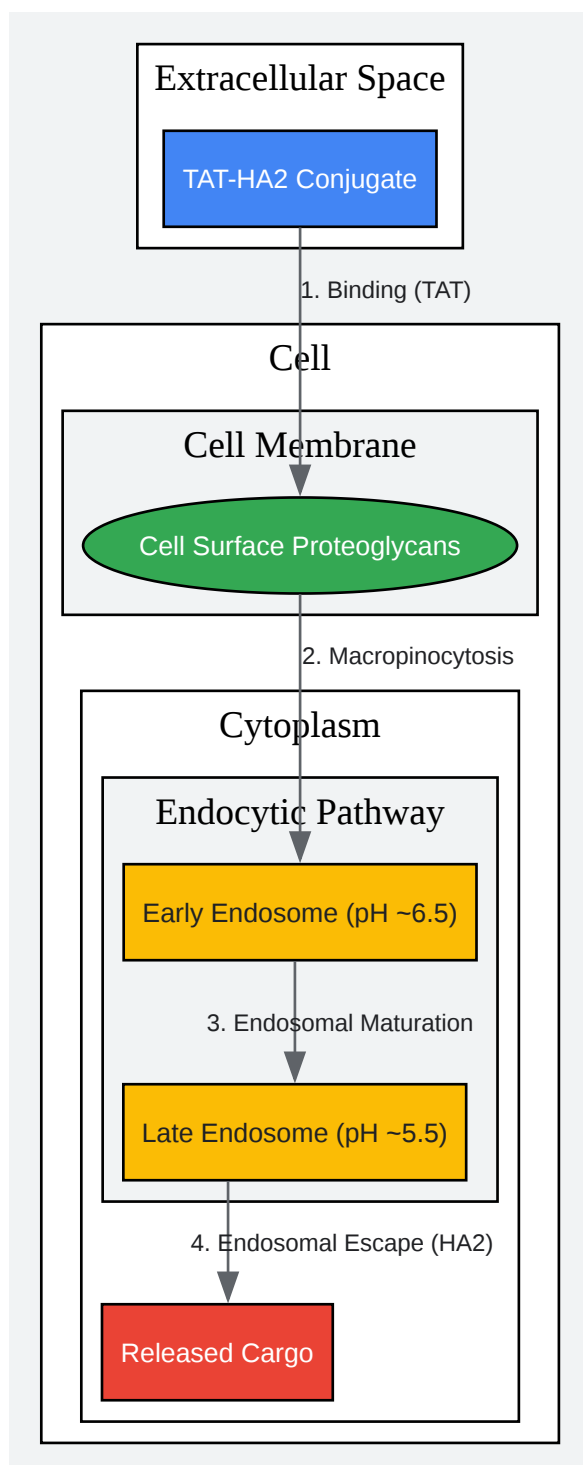 Extracellular Space
TAT-HA2 Conjugate
1. Binding (TAT)
Cell
Cell Membrane
Cell Surface Proteoglycans
2. Macropinocytosis
Cytoplasm
Endocytic Pathway
Early Endosome (pH ~6.5)
3. Endosomal Maturation
Late Endosome (pH ~5.5)
4. Endosomal Escape (HA2)
Released Cargo